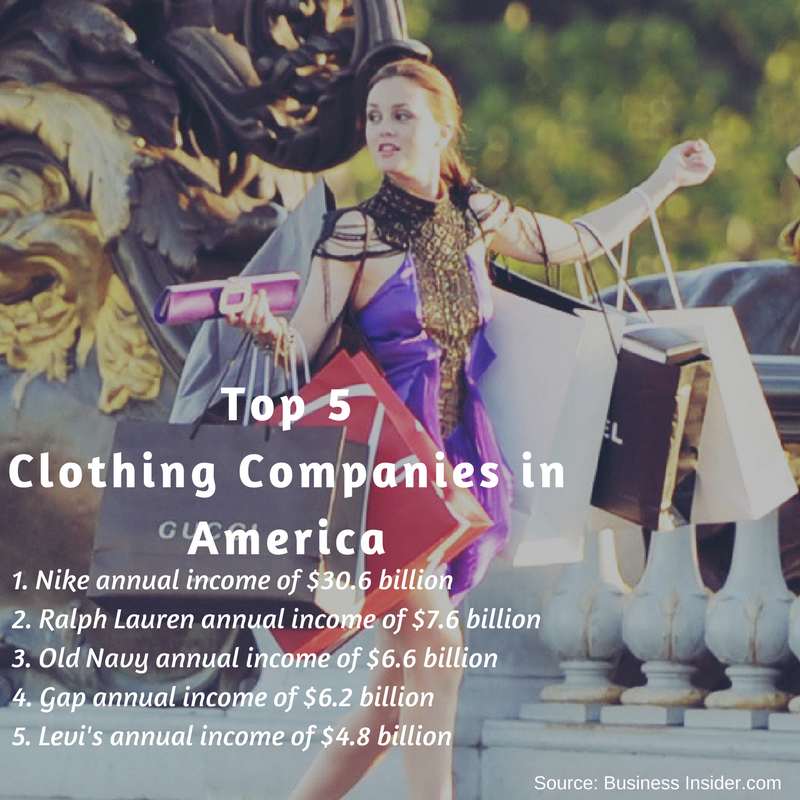 Top 5
Clothing Companies in
America
GUCCI
EL
1. Nike annual income of $30.6 billion
2. Ralph Lauren annual income of $7.6 billion
3. Old Navy annual income of $6.6 billion
4. Gap annual income of $6.2 billion
5. Levi's annual income of $4.8 billion
Source: Business Insider.com